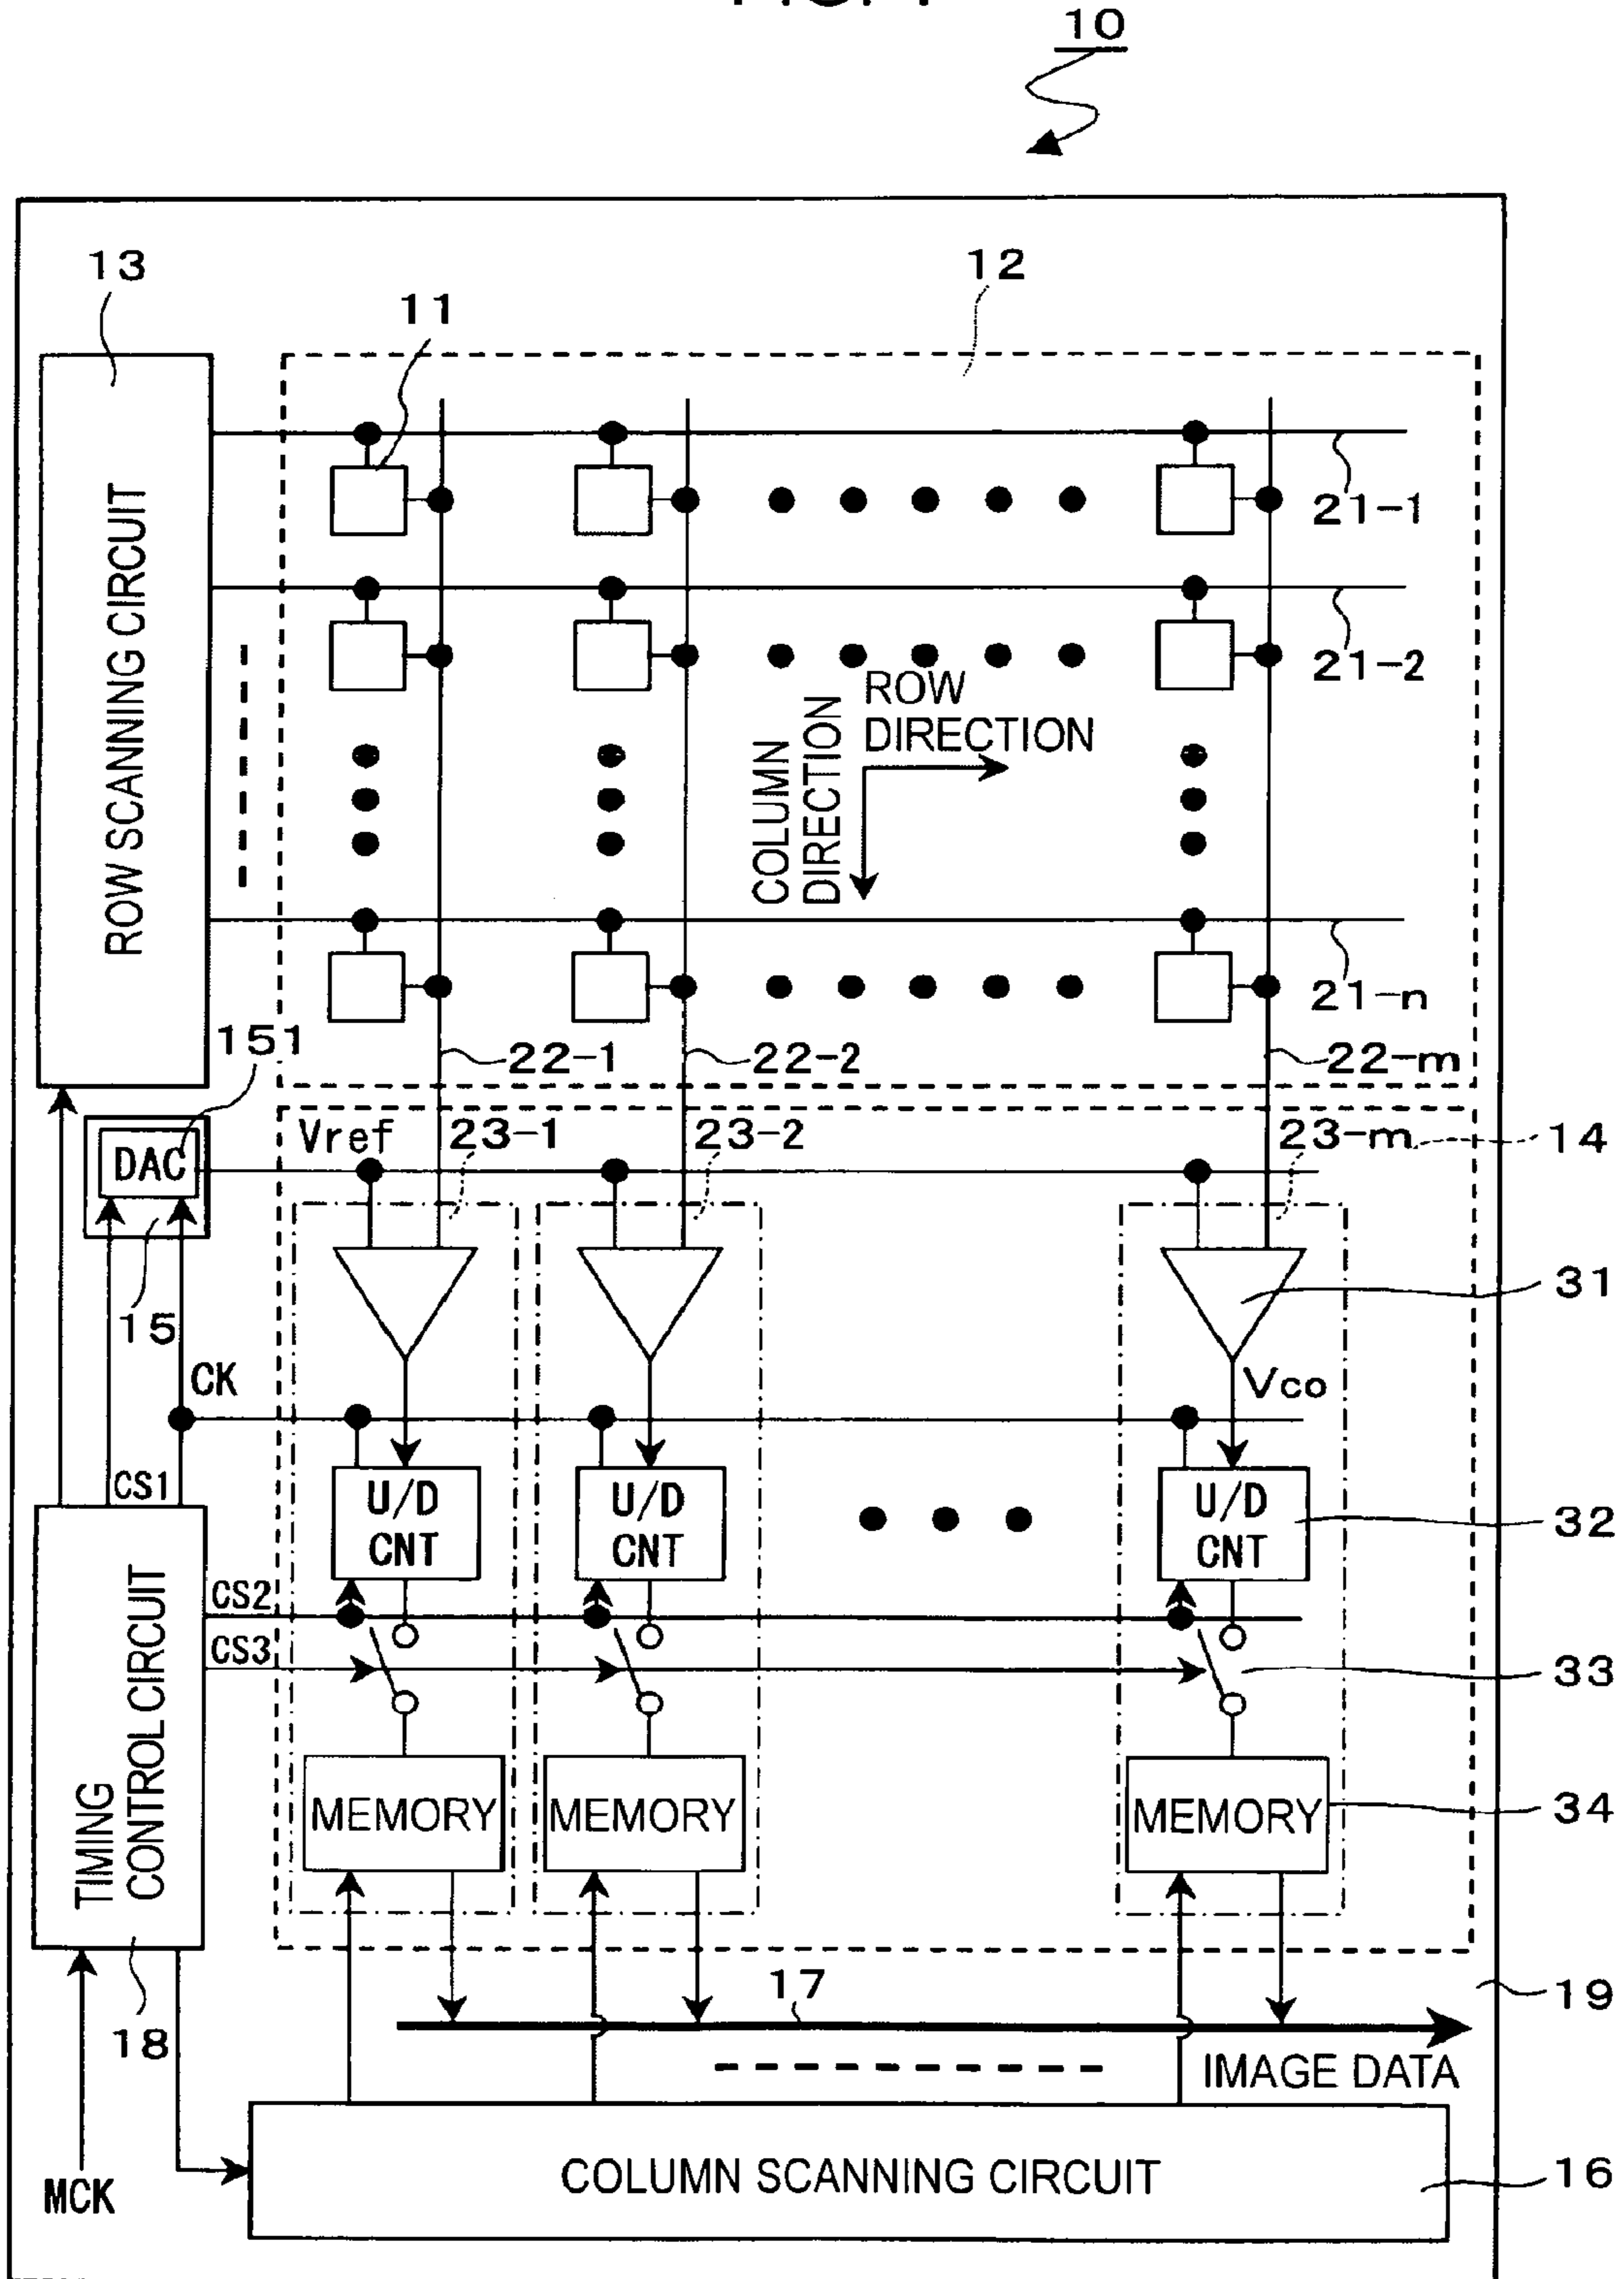 10
13
12
11
ROW SCANNING CIRCUIT
21-1
21-2
ROW
DIRECTION
COLUMN
DIRECTION
21-n
151
22-1
22-2
22-m
DAC
Vref
23-1
23-2
23-m
14
15
31
CK
Vco
CS1
U/D
CNT
U/D
CNT
U/D
CNT
32
CS2
CS3
33
TIMING
CONTROL CIRCUIT
MEMORY
MEMORY
MEMORY
34
17
19
18
IMAGE DATA
MCK
COLUMN SCANNING CIRCUIT
16